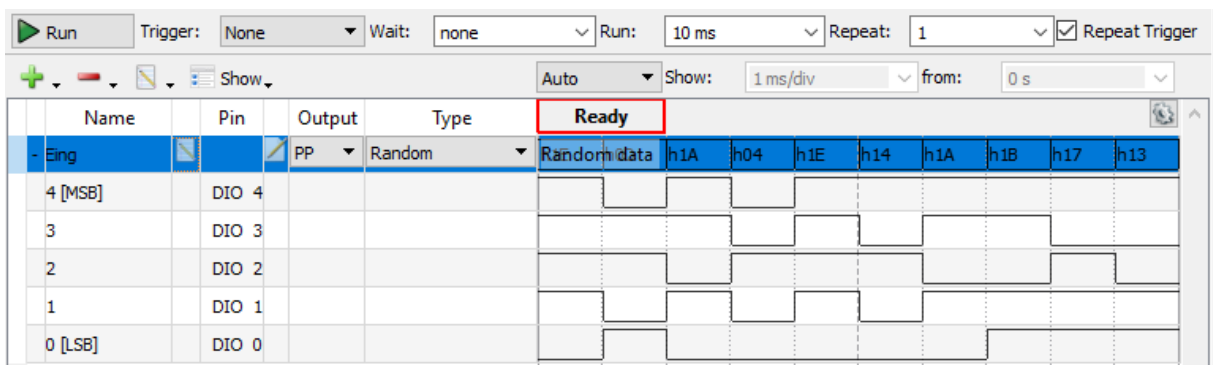 Run Trigger: None Wait: none Run: 10 ms Repeat: 1 Repeat Trigger
Show Auto Show: 1 ms/div from: 0 s
Name Pin Output Type Ready
- Eing PP Random Random data h1A h04 h1E h14 h1A h1B h17 h13
4 [MSB] DIO 4
3 DIO 3
2 DIO 2
1 DIO 1
0 [LSB] DIO 0